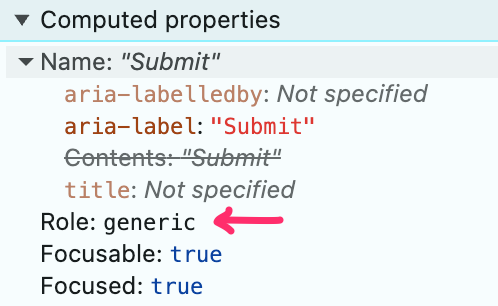 Computed properties
Name: "Submit"
aria-labelledby: Not specified
aria-label: "Submit"
Contents: "Submit"
title: Not specified
Role: generic
Focusable: true
Focused: true